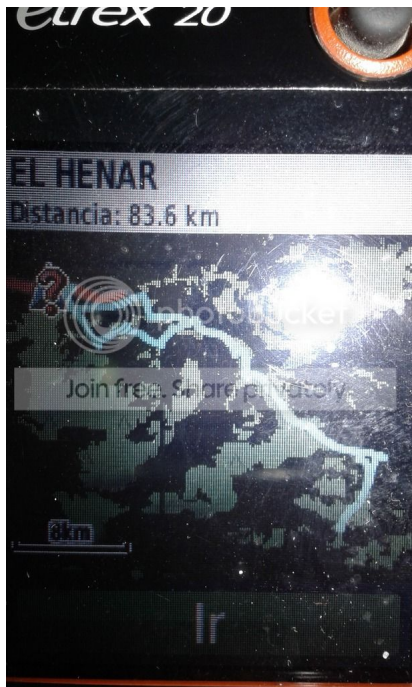 eTrex 20
EL HENAR
Distancia: 83.6 km
?
photobucket
Join free. Share privately
8km
Ir